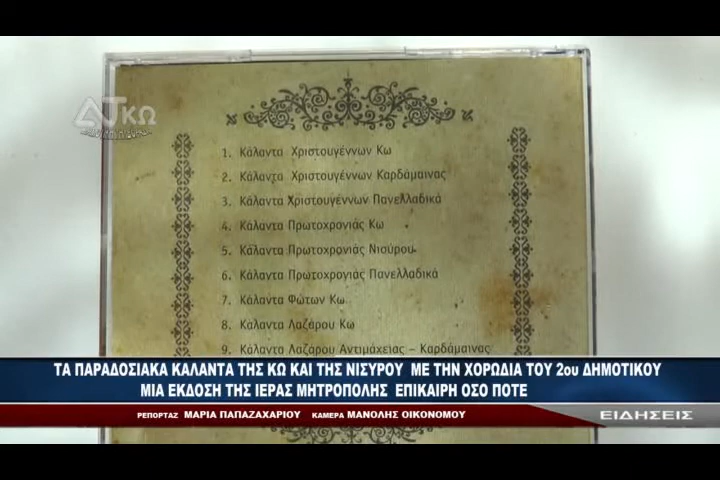 ΔΤΚΩ
1. Κάλαντα Χριστουγέννων Κω
2. Κάλαντα Χριστουγέννων Καρδάμαινας
3. Κάλαντα Χριστουγέννων Πανελλαδικά
4. Κάλαντα Πρωτοχρονιάς Κω
5. Κάλαντα Πρωτοχρονιάς Νισύρου
6. Κάλαντα Πρωτοχρονιάς Πανελλαδικά
7. Κάλαντα Φώτων Κω
8. Κάλαντα Λαζάρου Κω
9. Κάλαντα Λαζάρου Αντιμάχειας – Καρδάμαινας
ΤΑ ΠΑΡΑΔΟΣΙΑΚΑ ΚΑΛΑΝΤΑ ΤΗΣ ΚΩ ΚΑΙ ΤΗΣ ΝΙΣΥΡΟΥ ΜΕ ΤΗΝ ΧΟΡΩΔΙΑ ΤΟΥ 2ου ΔΗΜΟΤΙΚΟΥ
ΜΙΑ ΕΚΔΟΣΗ ΤΗΣ ΙΕΡΑΣ ΜΗΤΡΟΠΟΛΗΣ ΕΠΙΚΑΙΡΗ ΟΣΟ ΠΟΤΕ
ΡΕΠΟΡΤΑΖ ΜΑΡΙΑ ΠΑΠΑΖΑΧΑΡΙΟΥ ΚΑΜΕΡΑ ΜΑΝΟΛΗΣ ΟΙΚΟΝΟΜΟΥ
ΕΙΔΗΣΕΙΣ